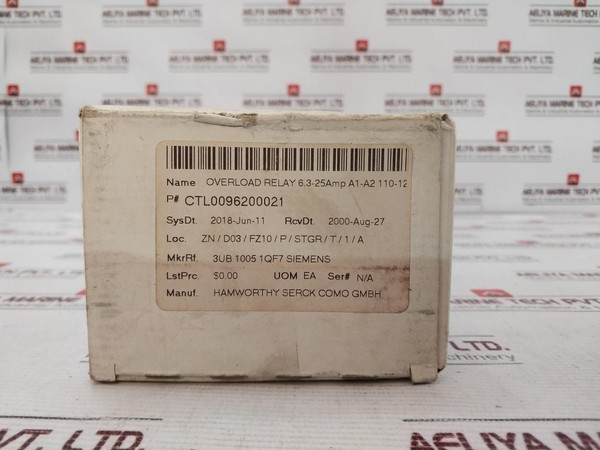 Name OVERLOAD RELAY 6.3-25Amp A1-A2 110-12
P# CTL0096200021
SysDt. 2018-Jun-11 RcvDt. 2000-Aug-27
Loc. ZN / D03 / FZ10 / P / STGR / T / 1 / A
MkrRf. 3UB 1005 1QF7 SIEMENS
LstPrc. $0.00 UOM EA Ser# N/A
Manuf. HAMWORTHY SERCK COMO GMBH
AELIYA MARINE TECH PVT. LTD.